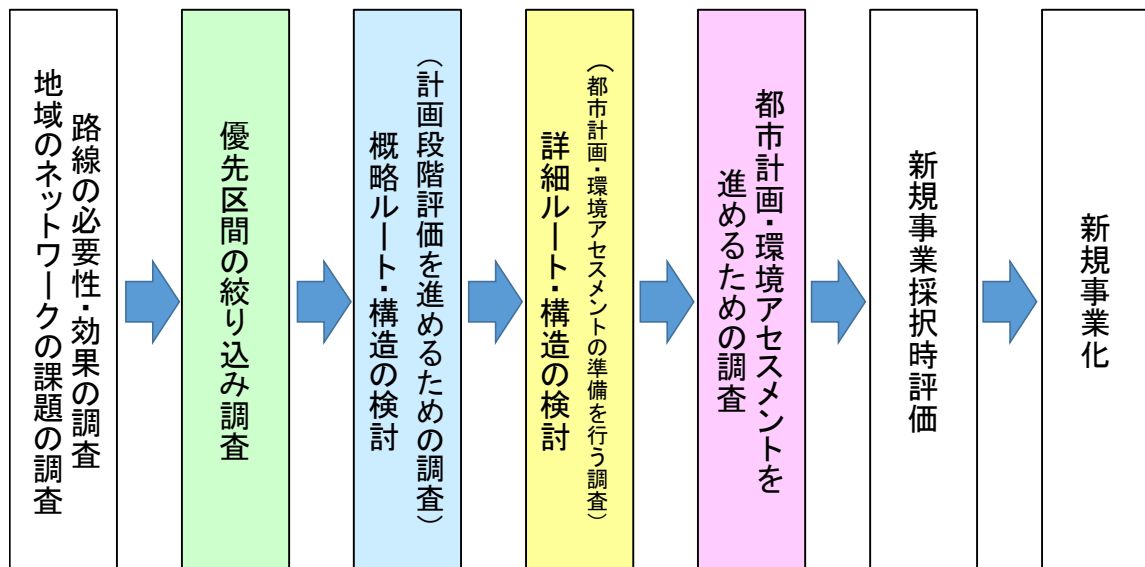 路線の必要性・効果の調査
地域のネットワークの課題の調査
優先区間の絞り込み調査
(計画段階評価を進めるための調査)
概略ルート・構造の検討
(都市計画・環境アセスメントの準備を行う調査)
詳細ルート・構造の検討
都市計画・環境アセスメントを
進めるための調査
新規事業採択時評価
新規事業化